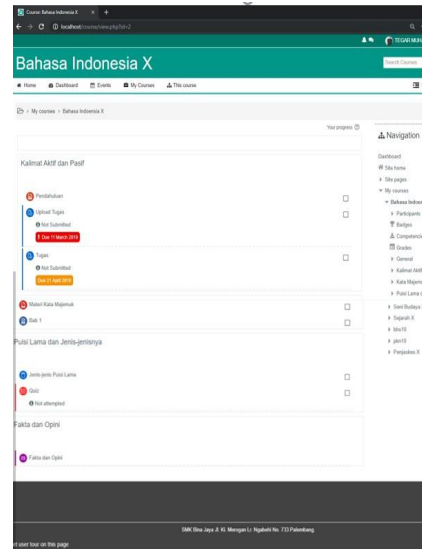 Course: Bahasa Indonesia X
localhost/course/view.php?id=2
TEGAR MUH
Bahasa Indonesia X
Search Courses
Home Dashboard Events My Courses This course
My courses Bahasa Indoensia X
Your progress
Kalimat Aktif dan Pasif
Pendahuluan
Upload Tugas
Not Submitted
Due 11 March 2019
Tugas
Not Submitted
Due 21 April 2019
Materi Kata Majemuk
Bab 1
Puisi Lama dan Jenis-jenisnya
Jenis-jenis Puisi Lama
Quiz
Not attempted
Fakta dan Opini
Fakta dan Opini
Navigation
Dashboard
Site home
Site pages
My courses
Bahasa Indoen
Participants
Badges
Competencie
Grades
General
Kalimat Aktif
Kata Majemu
Puisi Lama d
Seni Budaya
Sejarah X
pkn10
Penjaskes X
SMK Bina Jaya Jl. Ki. Merogan Lr. Ngabehi No. 733 Palembang
rt user tour on this page